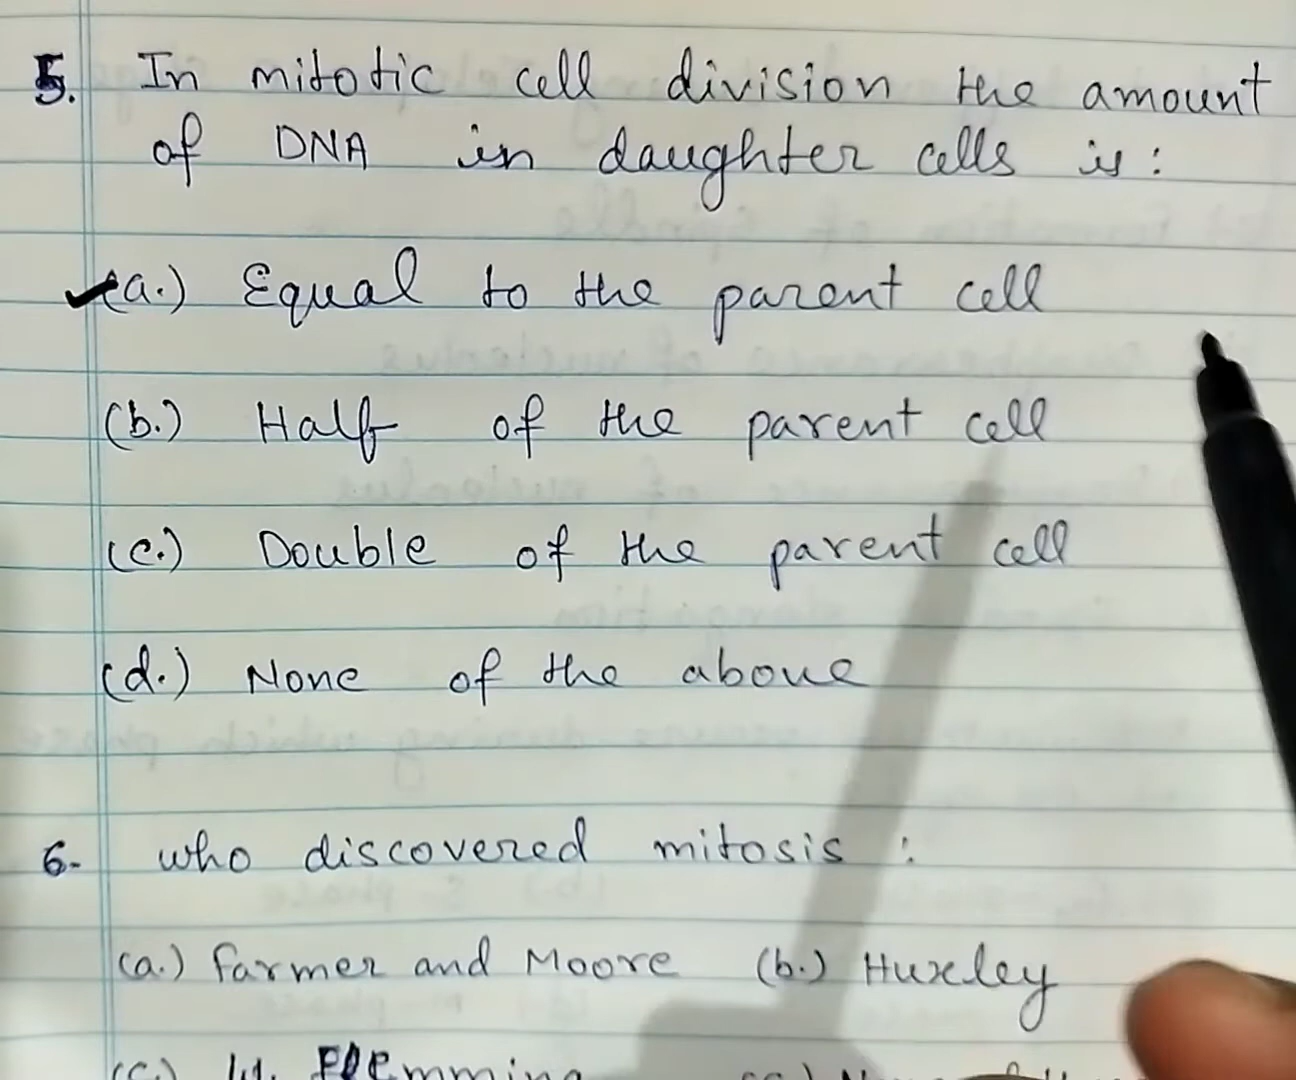 5. In mitotic cell division the amount
of DNA in daughter cells is:
(a.) Equal to the parent cell
(b.) Half of the parent cell
(c.) Double of the parent cell
(d.) None of the above
6- who discovered mitosis :
(a.) Farmer and Moore (b.) Huxley
(c.) W. Flemming